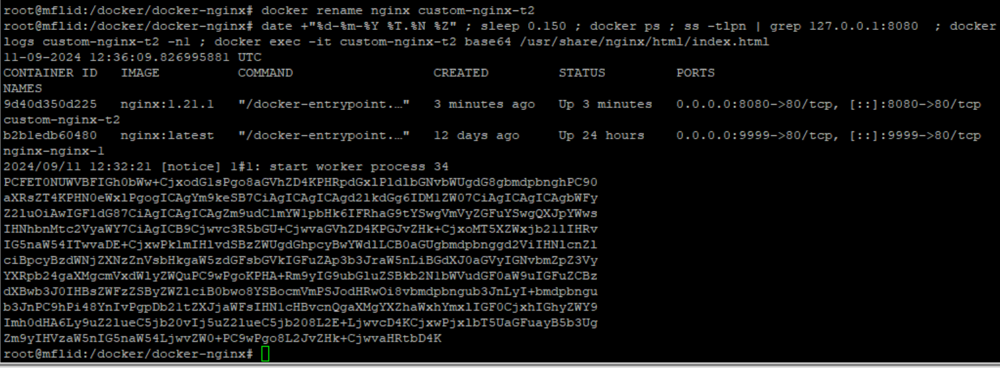 root@mflid:/docker/docker-nginx# docker rename nginx custom-nginx-t2
root@mflid:/docker/docker-nginx# date +"%d-%m-%Y %T.%N %Z" ; sleep 0.150 ; docker ps ; ss -tlpn | grep 127.0.0.1:8080  ; docker
logs custom-nginx-t2 -n1 ; docker exec -it custom-nginx-t2 base64 /usr/share/nginx/html/index.html
11-09-2024 12:36:09.826995881 UTC
CONTAINER ID   IMAGE          COMMAND                  CREATED         STATUS         PORTS
NAMES
9d40d350d225   nginx:1.21.1   "/docker-entrypoint.…"   3 minutes ago   Up 3 minutes   0.0.0.0:8080->80/tcp, [::]:8080->80/tcp
custom-nginx-t2
b2b1edb60480   nginx:latest   "/docker-entrypoint.…"   12 days ago     Up 24 hours    0.0.0.0:9999->80/tcp, [::]:9999->80/tcp
nginx-nginx-1
2024/09/11 12:32:21 [notice] 1#1: start worker process 34
PCFET0NUWVBFIGh0bWw+CjxodG1sPgo8aGVhZD4KPHRpdGxlPldlbGNvbWUgdG8gbmdpbnghPC90
aXRsZT4KPHN0eWxlPgogICAgYm9keSB7CiAgICAgICAgd2lkdGg6IDM1ZW07CiAgICAgICAgbWFy
Z2luOiAwIGF1dG87CiAgICAgICAgZm9udC1mYW1pbHk6IFRhaG9tYSwgVmVyZGFuYSwgQXJpYWws
IHNhbnMtc2VyaWY7CiAgICB9Cjwvc3R5bGU+CjwvaGVhZD4KPGJvZHk+CjxoMT5XZWxjb21lIHRv
IG5naW54ITwvaDE+CjxwPklmIHlvdSBzZWUgdGhpcyBwYWdlLCB0aGUgbmdpbnggd2ViIHNlcnZl
ciBpcyBzdWNjZXNzZnVsbHkgaW5zdGFsbGVkIGFuZAp3b3JraW5nLiBGdXJ0aGVyIGNvbmZpZ3Vy
YXRpb24gaXMgcmVxdWlyZWQuPC9wPgoKPHA+Rm9yIG9ubGluZSBkb2N1bWVudGF0aW9uIGFuZCBz
dXBwb3J0IHBsZWFzZSByZWZlciB0bwo8YSBocmVmPSJodHRwOi8vbmdpbngub3JnLyI+bmdpbngu
b3JnPC9hPi48YnIvPgpDb21tZXJjaWFsIHN1cHBvcnQgaXMgYXZhaWxhYmxlIGF0CjxhIGhyZWY9
Imh0dHA6Ly9uZ2lueC5jb20vIj5uZ2lueC5jb208L2E+LjwvcD4KCjxwPjxlbT5UaGFuayB5b3Ug
Zm9yIHVzaW5nIG5naW54LjwvZW0+PC9wPgo8L2JvZHk+CjwvaHRtbD4K
root@mflid:/docker/docker-nginx#